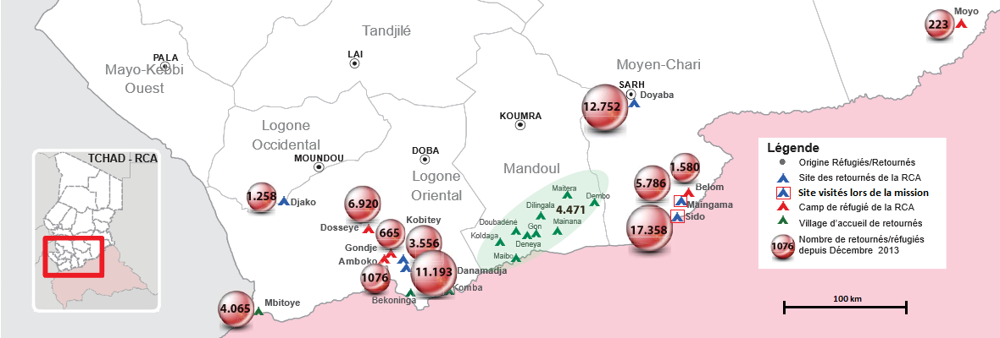 Moyo
223
Tandjilé
PALA
LAI
Mayo-Kebbi
Ouest
Moyen-Chari
SARH
Doyaba
12.752
KOUMRA
Logone
Occidental
MOUNDOU
DOBA
Logone
Oriental
Mandoul
TCHAD - RCA
1.258
Djako
6.920
Dosseye
665
Kobitey
3.556
Gondje
Amboko
1076
11.193
Danamadja
Bekoninga
Komba
4.065
Mbitoye
Maitera
Dembo
Dilingala
4.471
Doubadéné
Gon
Mainana
Koldaga
Deneya
Maibo
1.580
5.786
Belom
Maingama
17.358
Sido
Légende
Origine Réfugiés/Retournés
Site des retournés de la RCA
Site visités lors de la mission
Camp de réfugié de la RCA
Village d'accueil de retournés
1076
Nombre de retournés/réfugiés
depuis Décembre 2013
100 km